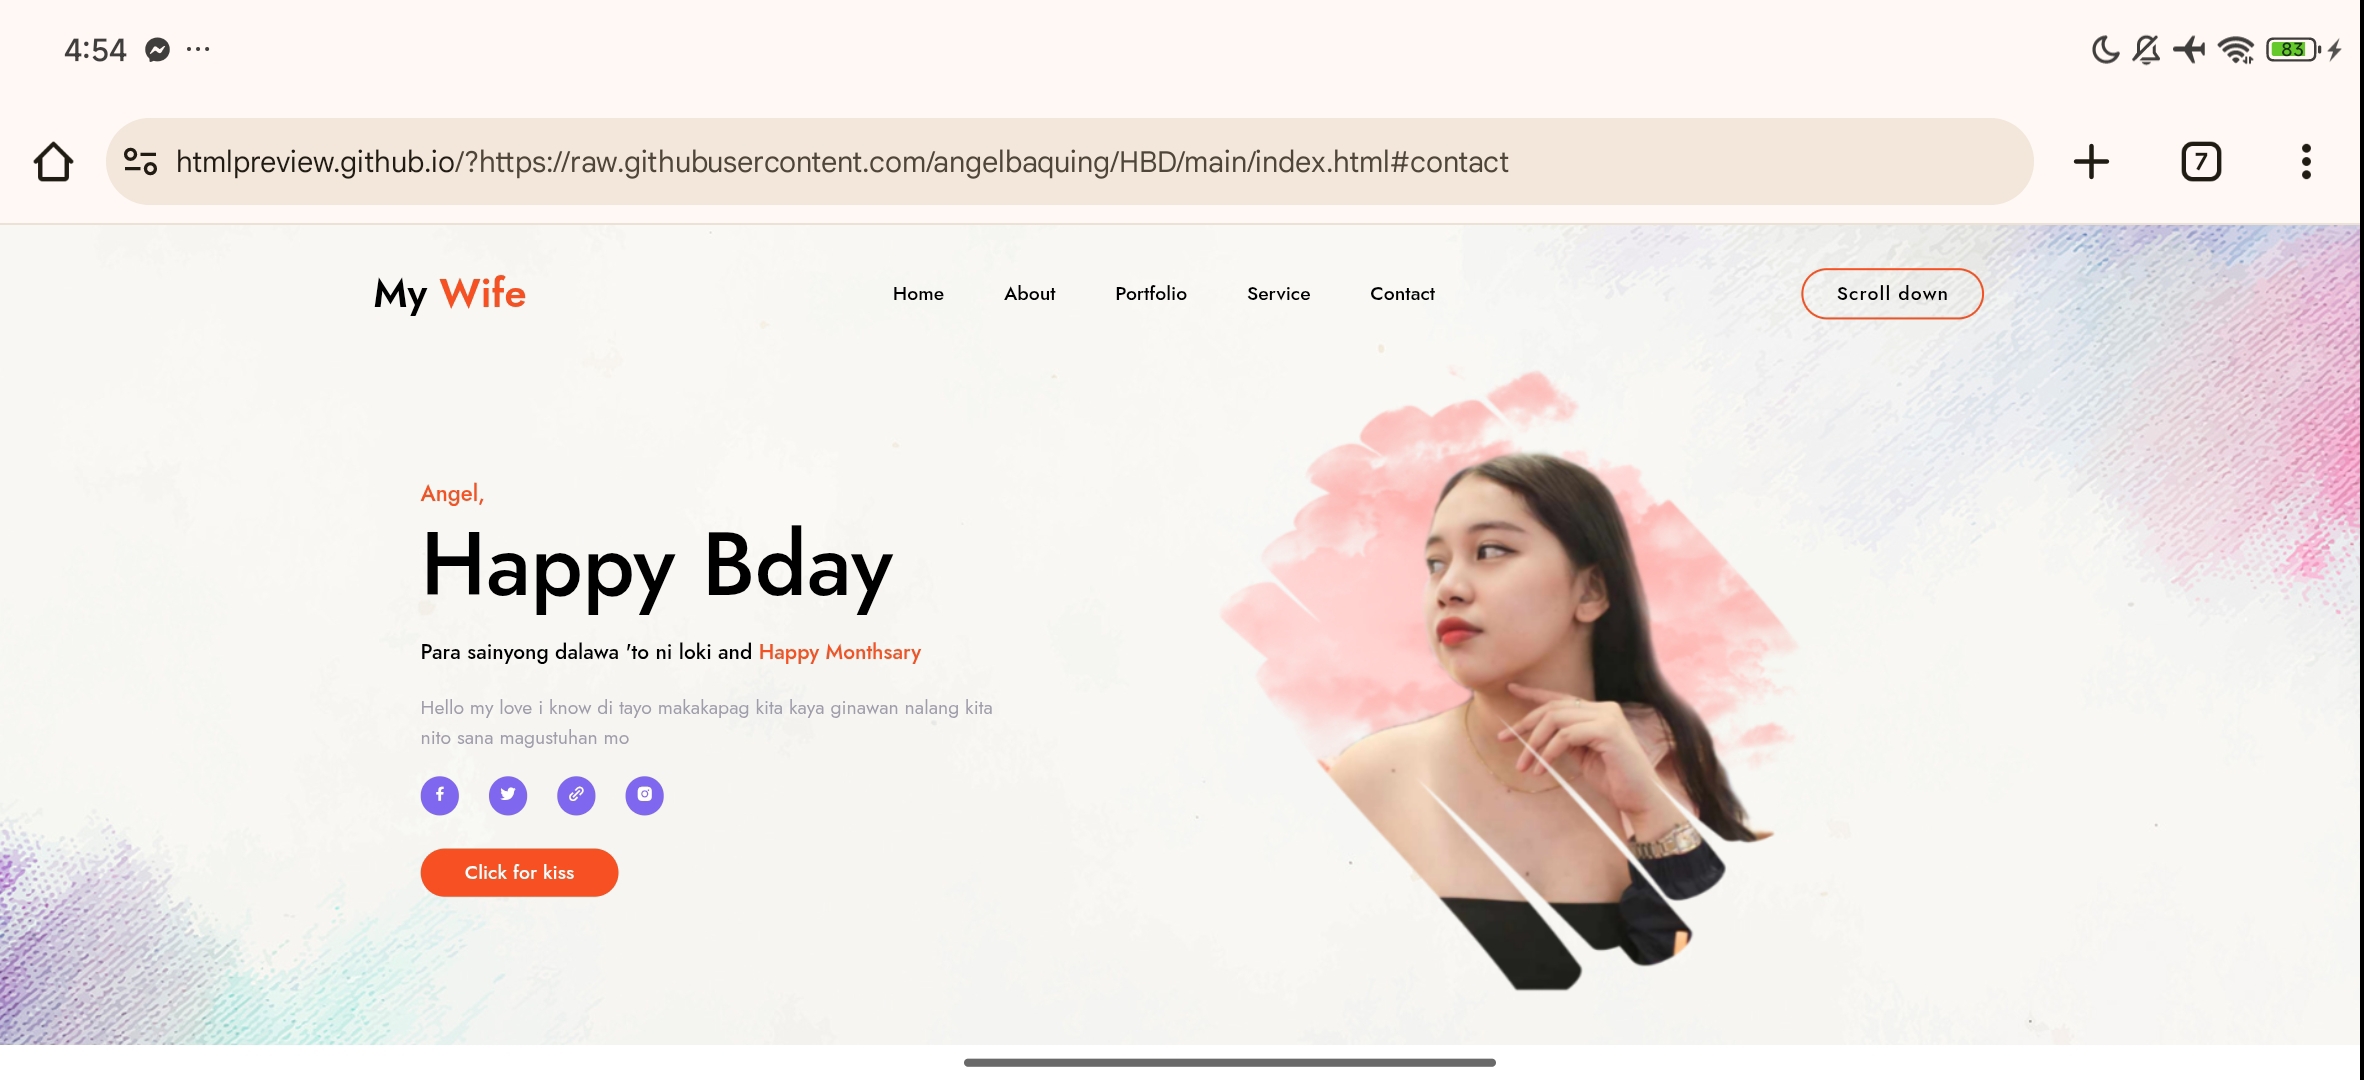 4:54 ... 83
htmlpreview.github.io/?https://raw.githubusercontent.com/angelbaquing/HBD/main/index.html#contact 7
My Wife Home About Portfolio Service Contact Scroll down
Angel,
Happy Bday
Para sainyong dalawa 'to ni loki and Happy Monthsary
Hello my love i know di tayo makakapag kita kaya ginawan nalang kita
nito sana magustuhan mo
Click for kiss